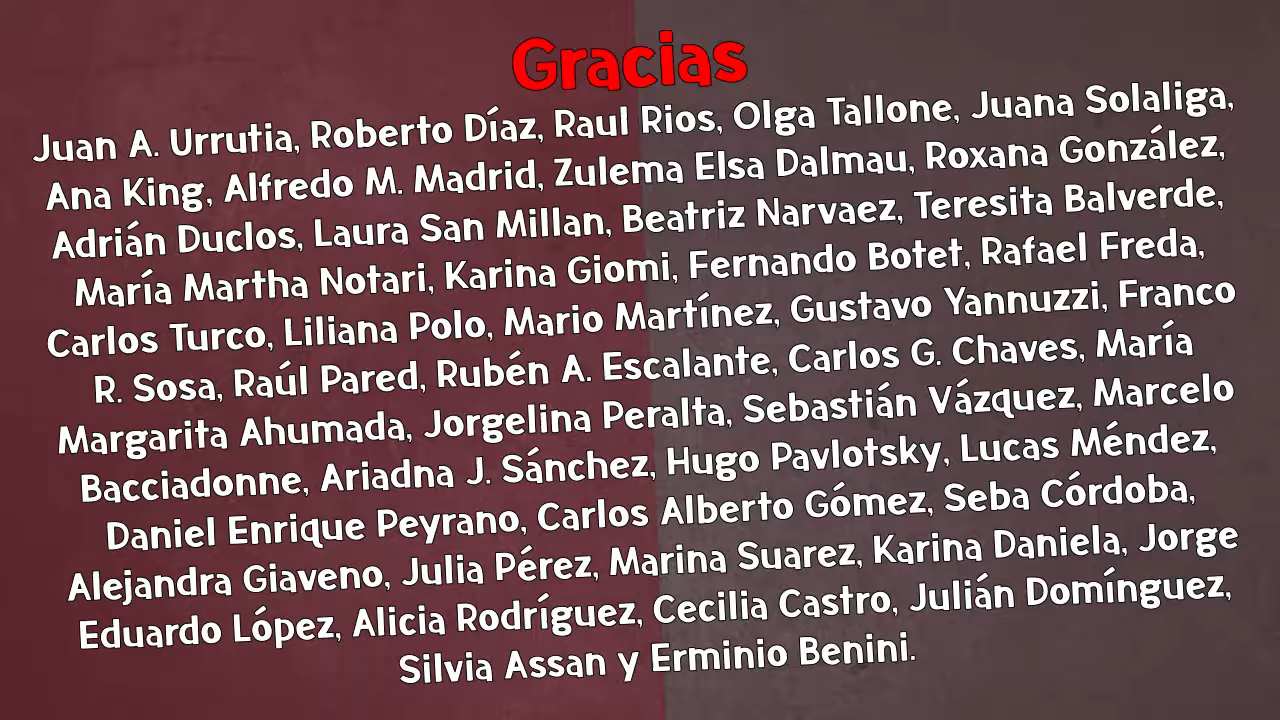 Gracias
Juan A. Urrutia, Roberto Díaz, Raul Rios, Olga Tallone, Juana Solaliga,
Ana King, Alfredo M. Madrid, Zulema Elsa Dalmau, Roxana González,
Adrián Duclos, Laura San Millan, Beatriz Narvaez, Teresita Balverde,
María Martha Notari, Karina Giomi, Fernando Botet, Rafael Freda,
Carlos Turco, Liliana Polo, Mario Martínez, Gustavo Yannuzzi, Franco
R. Sosa, Raúl Pared, Rubén A. Escalante, Carlos G. Chaves, María
Margarita Ahumada, Jorgelina Peralta, Sebastián Vázquez, Marcelo
Bacciadonne, Ariadna J. Sánchez, Hugo Pavlotsky, Lucas Méndez,
Daniel Enrique Peyrano, Carlos Alberto Gómez, Seba Córdoba,
Alejandra Giaveno, Julia Pérez, Marina Suarez, Karina Daniela, Jorge
Eduardo López, Alicia Rodríguez, Cecilia Castro, Julián Domínguez,
Silvia Assan y Erminio Benini.